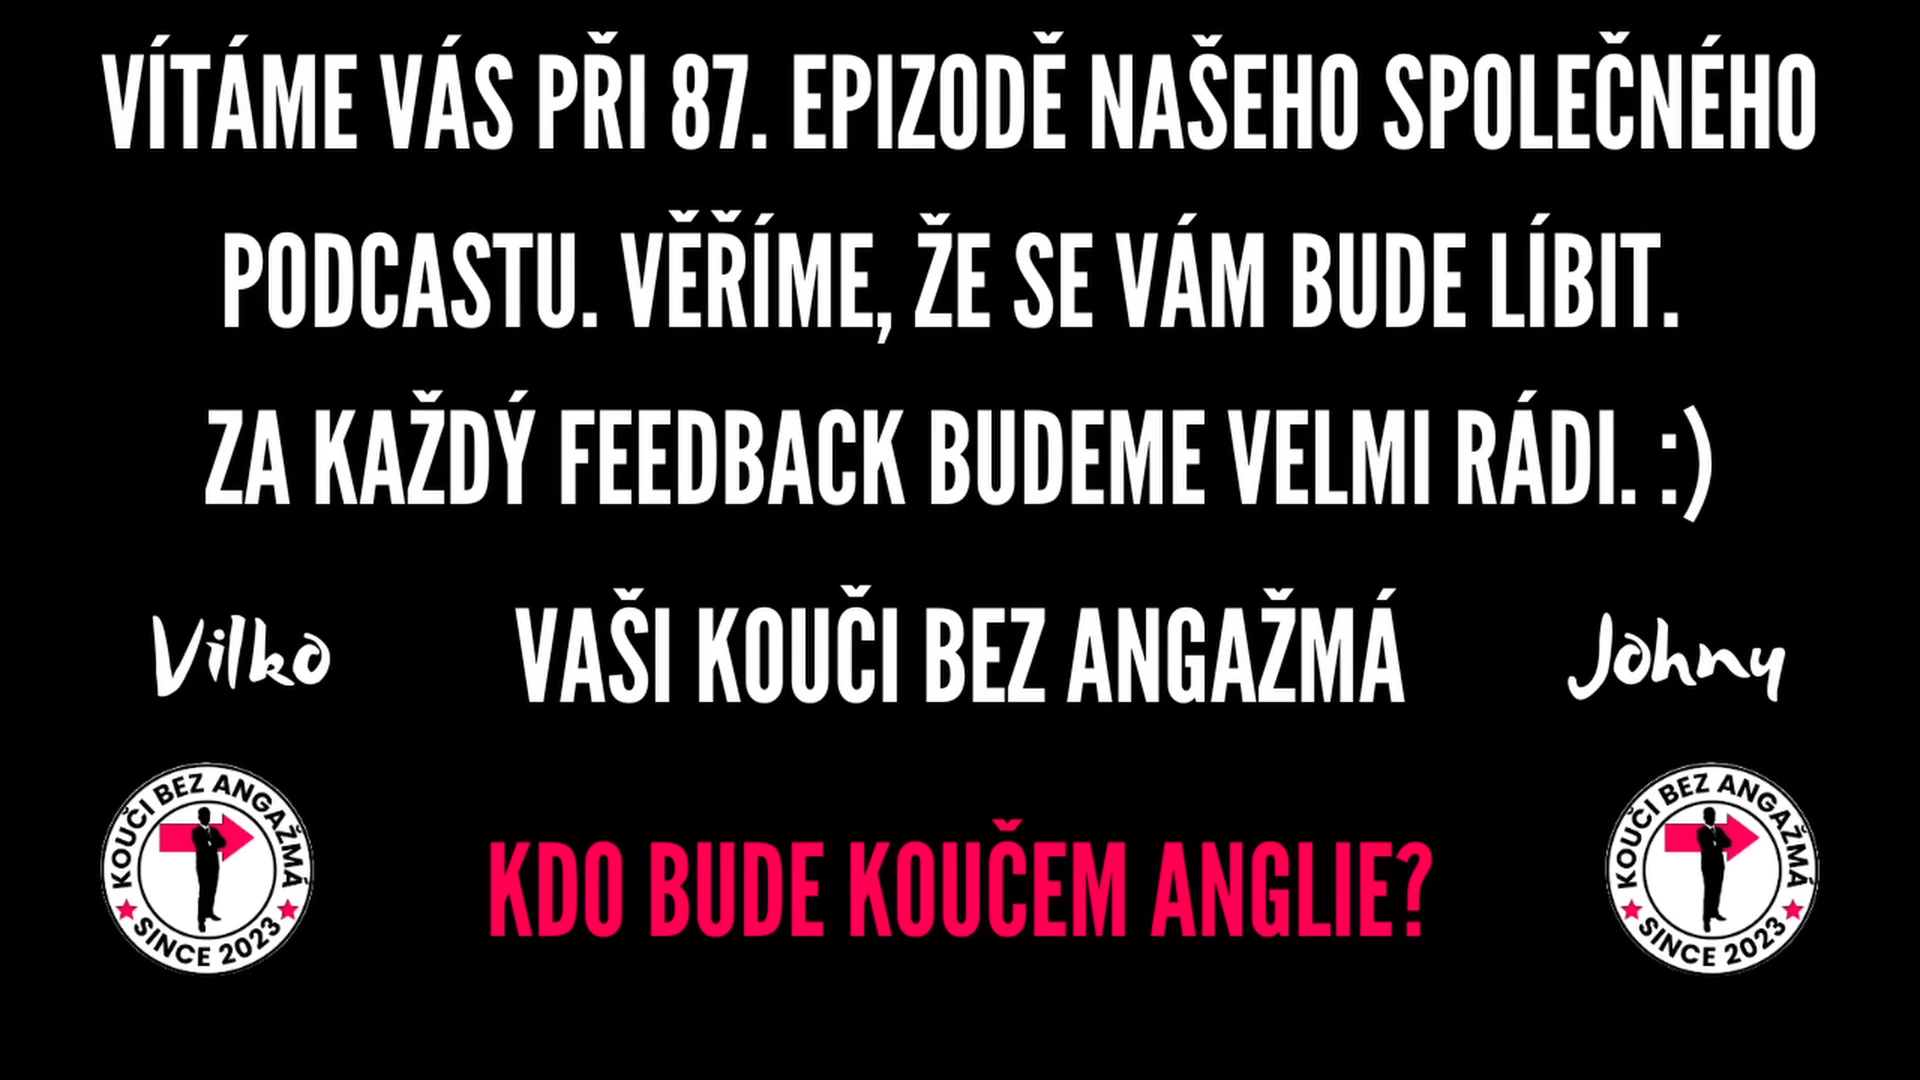 VÍTÁME VÁS PŘI 87. EPIZODĚ NAŠEHO SPOLEČNÉHO
PODCASTU. VĚŘÍME, ŽE SE VÁM BUDE LÍBIT.
ZA KAŽDÝ FEEDBACK BUDEME VELMI RÁDI. :)
Vilko
VAŠI KOUČI BEZ ANGAŽMÁ
Johny
KOUČI BEZ ANGAŽMÁ
SINCE 2023
KDO BUDE KOUČEM ANGLIE?
KOUČI BEZ ANGAŽMÁ
SINCE 2023